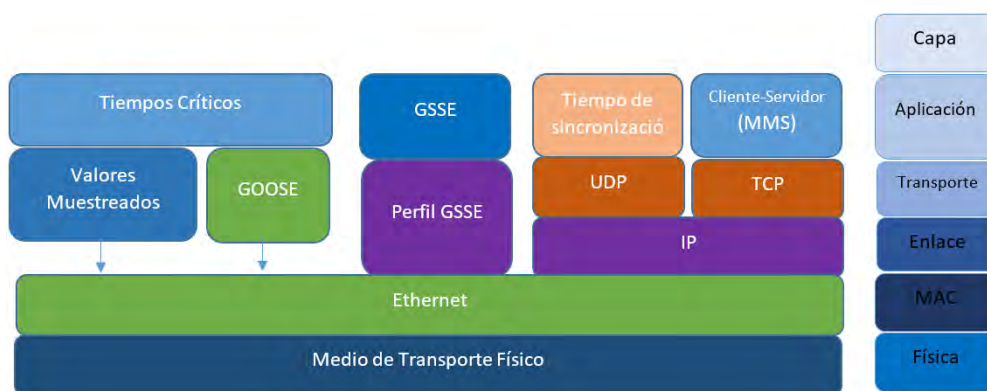 Capa
Tiempos Críticos
GSSE
Tiempo de
sincronizació
Cliente-Servidor
(MMS)
Aplicación
Valores
Muestreados
GOOSE
Perfil GSSE
UDP
TCP
Transporte
IP
Enlace
Ethernet
MAC
Medio de Transporte Físico
Física